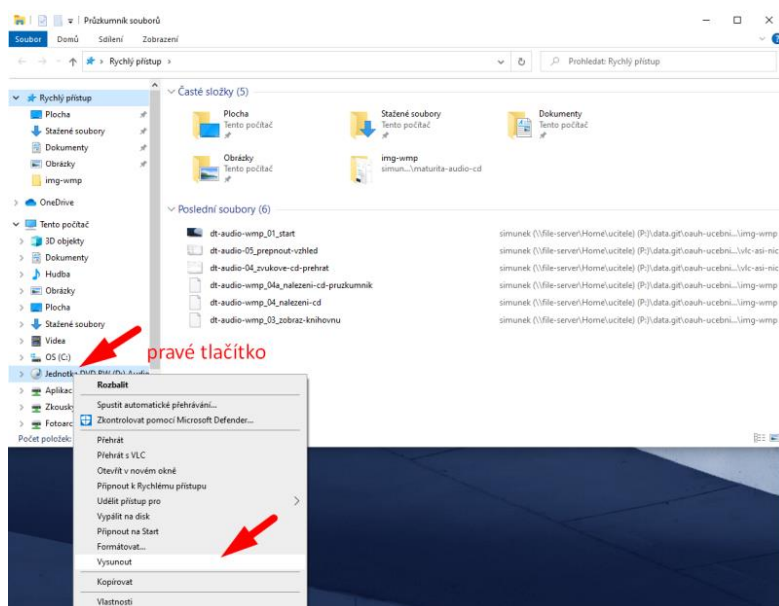 Průzkumník souborů
Soubor Domů Sdílení Zobrazení
Rychlý přístup
Prohledat: Rychlý přístup
Rychlý přístup
Plocha
Stažené soubory
Dokumenty
Obrázky
img-wmp
OneDrive
Tento počítač
3D objekty
Dokumenty
Hudba
Obrázky
Plocha
Stažené soubory
Videa
OS (C:)
Jednotka DVD RW (D:) Audio
Aplikac
Zkoušk
Fotoarc
Počet položek:
Časté složky (5)
Plocha
Tento počítač
Stažené soubory
Tento počítač
Dokumenty
Tento počítač
Obrázky
Tento počítač
img-wmp
simun...\maturita-audio-cd
Poslední soubory (6)
dt-audio-wmp_01_start simunek (\\file-server\Home\ucitele) (P:)\data.git\oauh-ucebni...\img-wmp
dt-audio-05_prepnout-vzhled simunek (\\file-server\Home\ucitele) (P:)\data.git\oauh-ucebni...\vlc-asi-nic
dt-audio-04_zvukove-cd-prehrat simunek (\\file-server\Home\ucitele) (P:)\data.git\oauh-ucebni...\vlc-asi-nic
dt-audio-wmp_04a_nalezeni-cd-pruzkumnik simunek (\\file-server\Home\ucitele) (P:)\data.git\oauh-ucebni...\img-wmp
dt-audio-wmp_04_nalezeni-cd simunek (\\file-server\Home\ucitele) (P:)\data.git\oauh-ucebni...\img-wmp
dt-audio-wmp_03_zobraz-knihovnu simunek (\\file-server\Home\ucitele) (P:)\data.git\oauh-ucebni...\img-wmp
pravé tlačítko
Rozbalit
Spustit automatické přehrávání...
Zkontrolovat pomocí Microsoft Defender...
Přehrát
Přehrát s VLC
Otevřít v novém okně
Připnout k Rychlému přístupu
Udělit přístup pro
Vypálit na disk
Připnout na Start
Formátovat...
Vysunout
Kopírovat
Vlastnosti